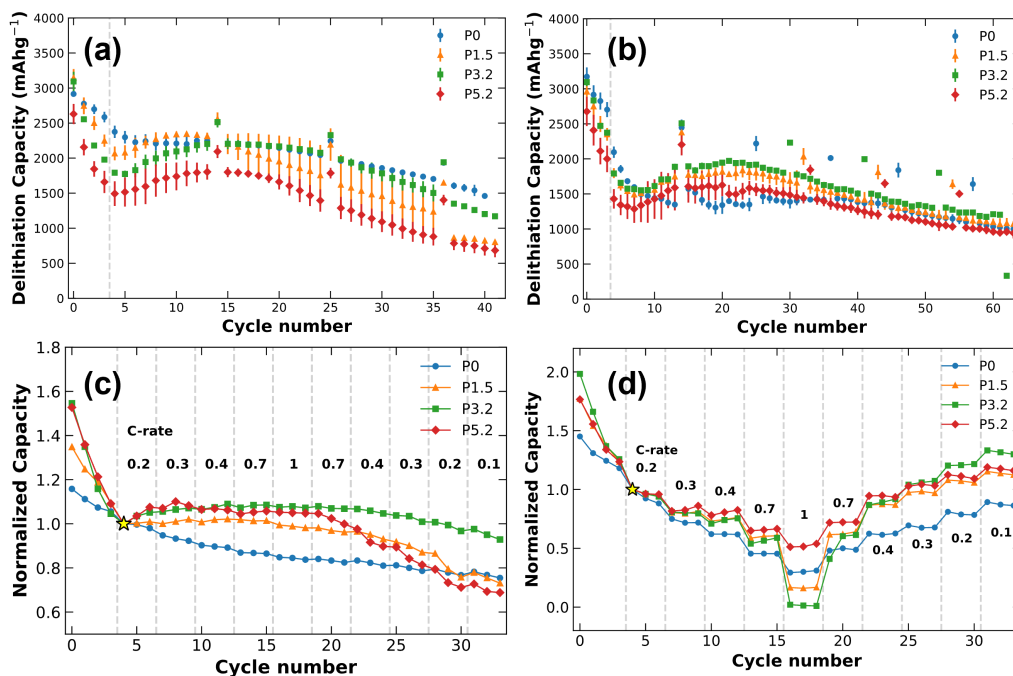 (a)
P0
P1.5
P3.2
P5.2
Delithiation Capacity (mAhg⁻¹)
4000
3500
3000
2500
2000
1500
1000
500
0
0 5 10 15 20 25 30 35 40
Cycle number
(b)
P0
P1.5
P3.2
P5.2
Delithiation Capacity (mAhg⁻¹)
4000
3500
3000
2500
2000
1500
1000
500
0
0 10 20 30 40 50 60
Cycle number
(c)
P0
P1.5
P3.2
P5.2
C-rate
0.2 0.3 0.4 0.7 1 0.7 0.4 0.3 0.2 0.1
Normalized Capacity
1.8
1.6
1.4
1.2
1.0
0.8
0.6
0 5 10 15 20 25 30
Cycle number
(d)
P0
P1.5
P3.2
P5.2
C-rate
0.2
0.3 0.4 0.7 1 0.7 0.4 0.3 0.2 0.1
Normalized Capacity
2.0
1.5
1.0
0.5
0.0
0 5 10 15 20 25 30
Cycle number